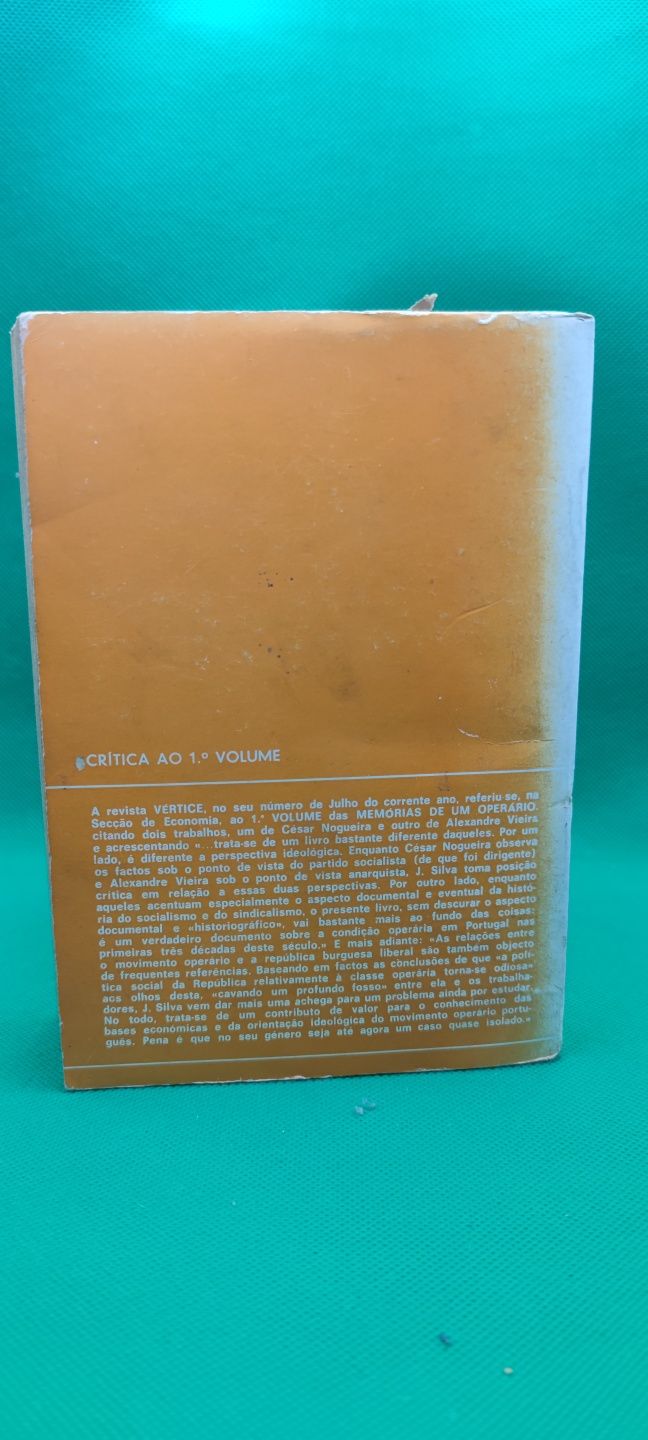 CRÍTICA AO 1.º VOLUME
A revista VÉRTICE, no seu número de Julho do corrente ano, referiu-se, na
Secção de Economia, ao 1.º VOLUME das MEMÓRIAS DE UM OPERÁRIO,
citando dois trabalhos, um de César Nogueira e outro de Alexandre Vieira
e acrescentando «...trata-se de um livro bastante diferente daqueles. Por um
lado, é diferente a perspectiva ideológica. Enquanto César Nogueira observa
os factos sob o ponto de vista do partido socialista (de que foi dirigente)
e Alexandre Vieira sob o ponto de vista anarquista, J. Silva toma posição
crítica em relação a essas duas perspectivas. Por outro lado, enquanto
aqueles acentuam especialmente o aspecto documental e eventual da histó-
ria do socialismo e do sindicalismo, o presente livro, sem descurar o aspecto
documental e «historiográfico», vai bastante mais ao fundo das coisas:
é um verdadeiro documento sobre a condição operária em Portugal nas
primeiras três décadas deste século.» E mais adiante: «As relações entre
o movimento operário e a república burguesa liberal são também objecto
de frequentes referências. Baseando em factos as conclusões de que «a polí-
tica social da República relativamente à classe operária torna-se odiosa»
aos olhos desta, «cavando um profundo fosso» entre ela e os trabalha-
dores, J. Silva vem dar mais uma achega para um problema ainda por estudar.
No todo, trata-se de um contributo de valor para o conhecimento das
bases económicas e da orientação ideológica do movimento operário portu-
guês. Pena é que no seu género seja até agora um caso quase isolado.»